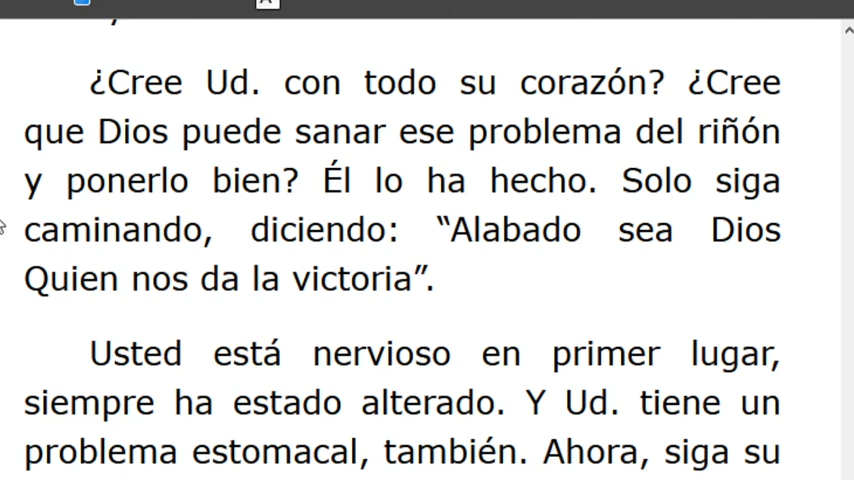 ¿Cree Ud. con todo su corazón? ¿Cree
que Dios puede sanar ese problema del riñón
y ponerlo bien? Él lo ha hecho. Solo siga
caminando, diciendo: “Alabado sea Dios
Quien nos da la victoria”.
Usted está nervioso en primer lugar,
siempre ha estado alterado. Y Ud. tiene un
problema estomacal, también. Ahora, siga su